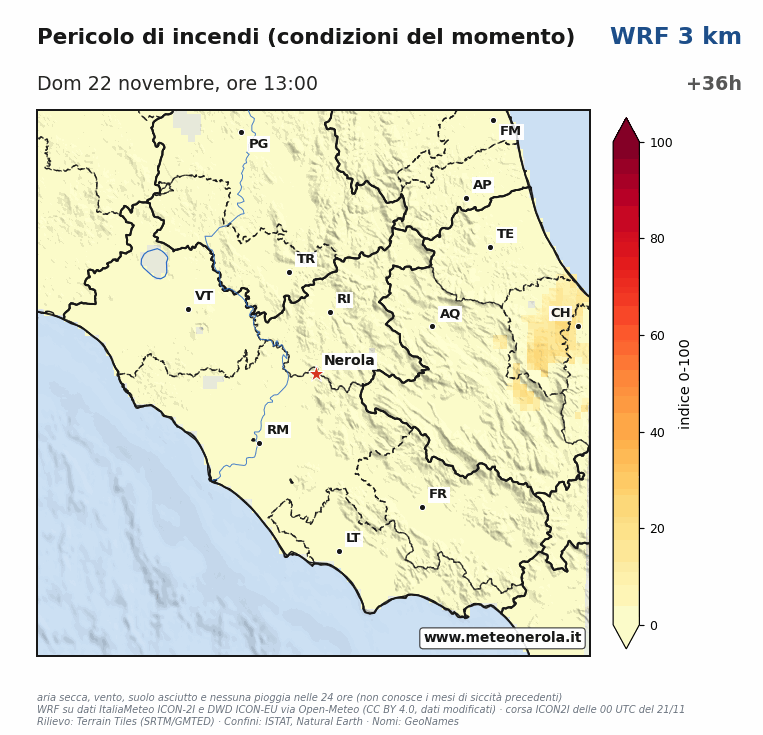 Pericolo di incendi (condizioni del momento)
WRF 3 km
Dom 22 novembre, ore 13:00
+36h
FM
PG
AP
TE
TR
VT
RI
AQ
CH
Nerola
RM
FR
LT
www.meteonerola.it
100
80
60
40
20
0
indice 0-100
aria secca, vento, suolo asciutto e nessuna pioggia nelle 24 ore (non conosce i mesi di siccità precedenti)
WRF su dati ItaliaMeteo ICON-2I e DWD ICON-EU via Open-Meteo (CC BY 4.0, dati modificati) · corsa ICON2I delle 00 UTC del 21/11
Rilievo: Terrain Tiles (SRTM/GMTED) · Confini: ISTAT, Natural Earth · Nomi: GeoNames